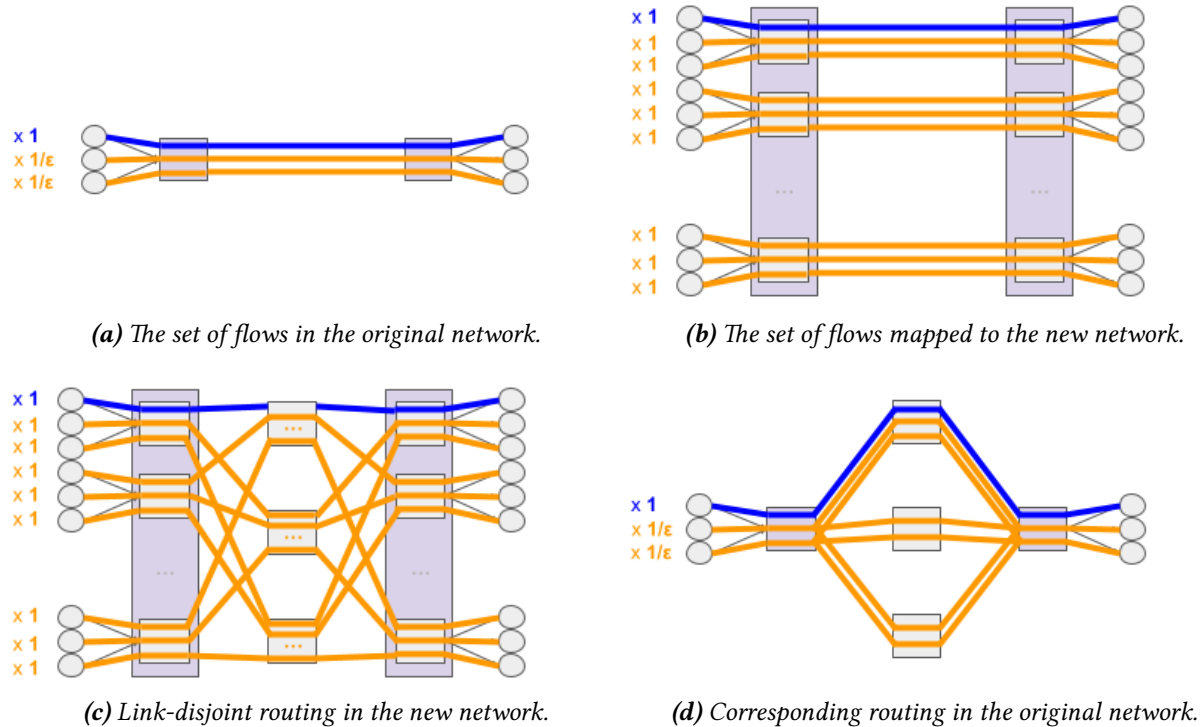 x 1
x 1/ε
x 1/ε
(a) The set of flows in the original network.
x 1
x 1
x 1
x 1
x 1
x 1
...
...
x 1
x 1
x 1
(b) The set of flows mapped to the new network.
x 1
x 1
x 1
x 1
x 1
x 1
...
...
...
...
...
x 1
x 1
x 1
(c) Link-disjoint routing in the new network.
x 1
x 1/ε
x 1/ε
(d) Corresponding routing in the original network.